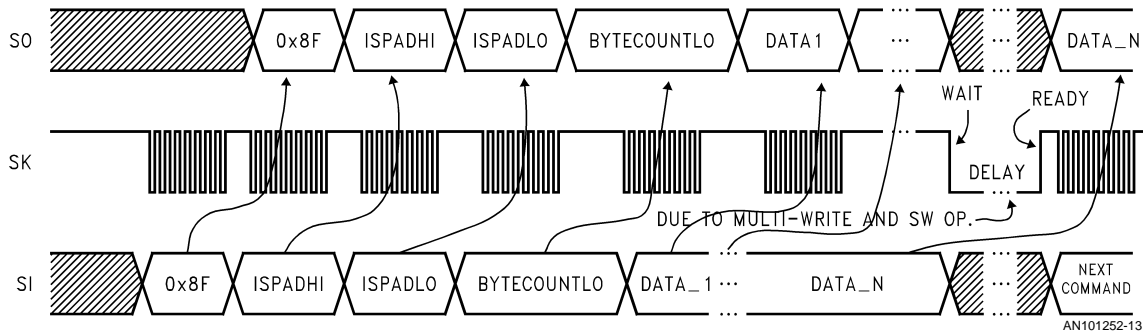 SO 0x8F ISPADHI ISPADLO BYTECOUNTLO DATA1 ... ... DATA_N
...
WAIT READY
SK ... DELAY
...
DUE TO MULTI-WRITE AND SW OP.
SI 0x8F ISPADHI ISPADLO BYTECOUNTLO DATA_1 ... DATA_N ... NEXT COMMAND
AN101252-13